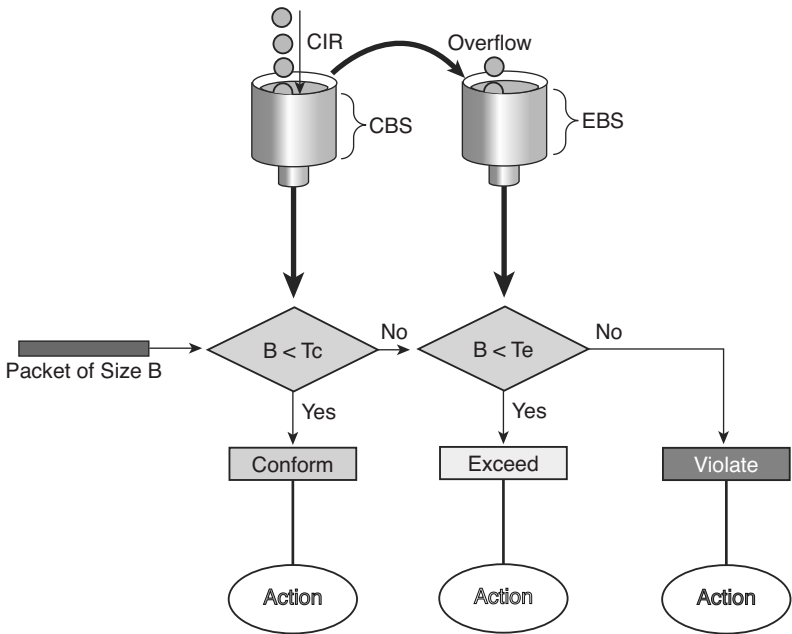 CIR
Overflow
CBS
EBS
Packet of Size B
B < Tc
No
B < Te
No
Yes
Yes
Conform
Exceed
Violate
Action
Action
Action